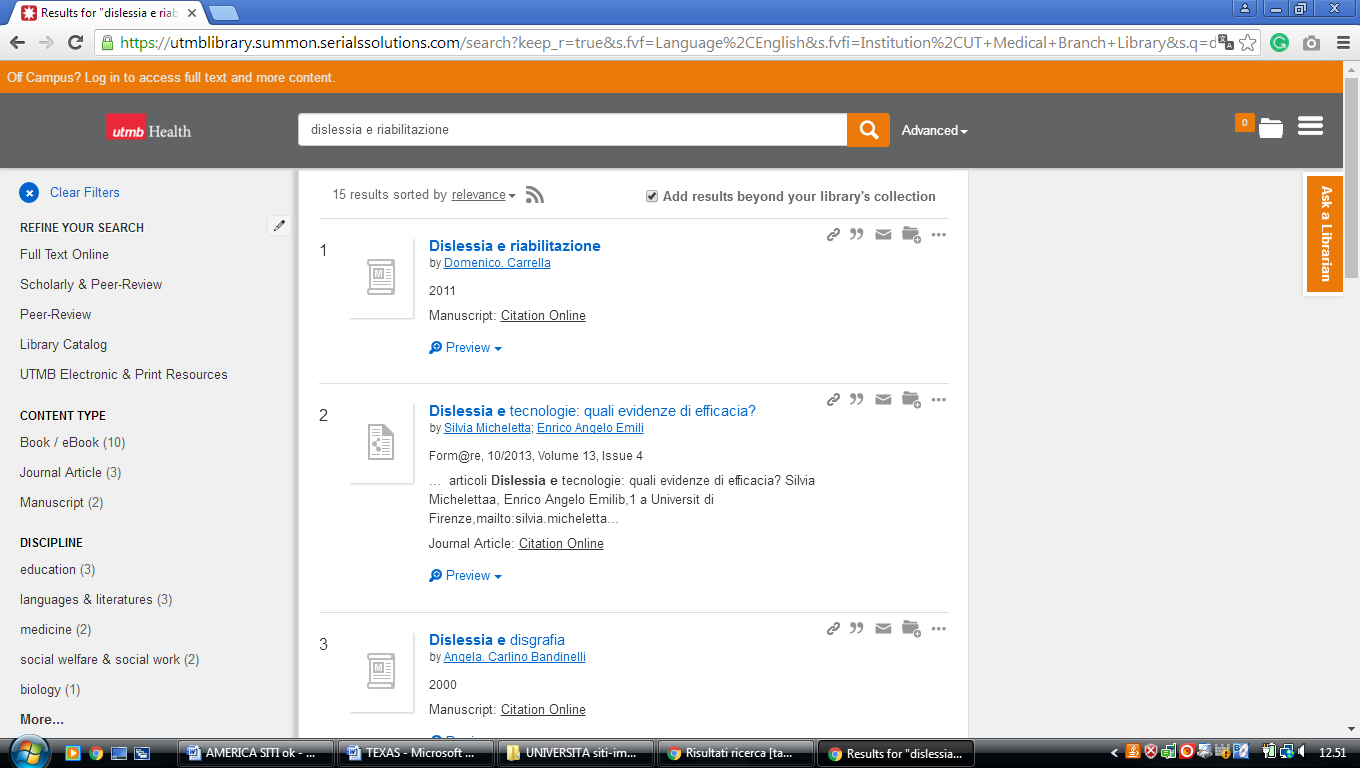 Results for "dislessia e riab
https://utmblibrary.summon.serialssolutions.com/search?keep_r=true&s.fvf=Language%2CEnglish&s.fvfi=Institution%2CUT+Medical+Branch+Library&s.q=d
Off Campus? Log in to access full text and more content.
utmb Health
dislessia e riabilitazione
Advanced
0
Clear Filters
REFINE YOUR SEARCH
Full Text Online
Scholarly & Peer-Review
Peer-Review
Library Catalog
UTMB Electronic & Print Resources
CONTENT TYPE
Book / eBook (10)
Journal Article (3)
Manuscript (2)
DISCIPLINE
education (3)
languages & literatures (3)
medicine (2)
social welfare & social work (2)
biology (1)
More...
15 results sorted by relevance
Add results beyond your library's collection
1
Dislessia e riabilitazione
by Domenico. Carrella
2011
Manuscript: Citation Online
Preview
2
Dislessia e tecnologie: quali evidenze di efficacia?
by Silvia Micheletta; Enrico Angelo Emili
Form@re, 10/2013, Volume 13, Issue 4
... articoli Dislessia e tecnologie: quali evidenze di efficacia? Silvia
Michelettaa, Enrico Angelo Emilib,1 a Universit di
Firenze,mailto:silvia.micheletta...
Journal Article: Citation Online
Preview
3
Dislessia e disgrafia
by Angela. Carlino Bandinelli
2000
Manuscript: Citation Online
Ask a Librarian
AMERICA SITI ok - ...
TEXAS - Microsoft ...
UNIVERSITA siti-im...
Risultati ricerca [ta...
Results for "dislessia...
12.51